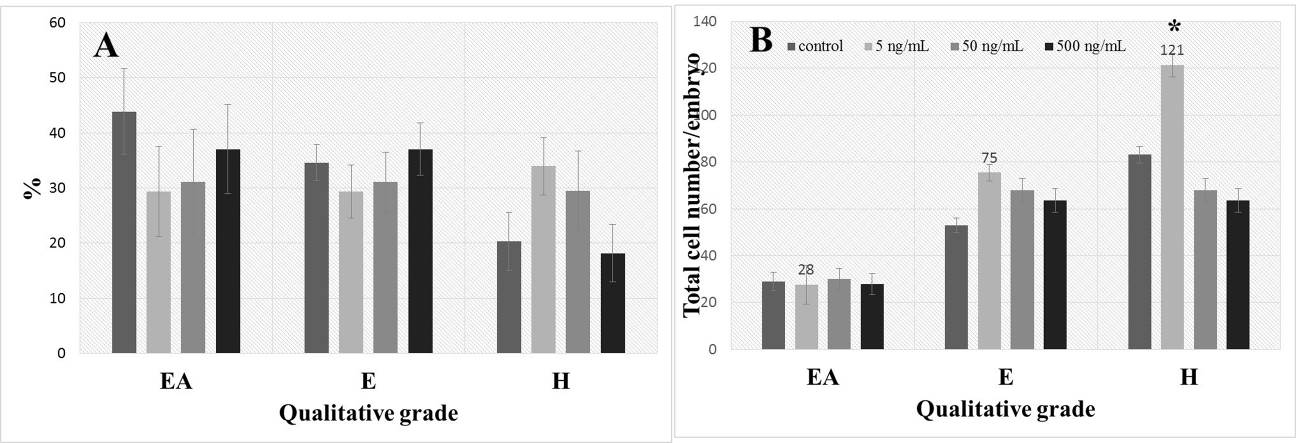 A
60
50
40
30
20
10
0
%
EA E H
Qualitative grade
B
control 5 ng/mL 50 ng/mL 500 ng/mL
*
140
120
100
80
60
40
20
0
Total cell number/embryo
28
75
121
EA E H
Qualitative grade